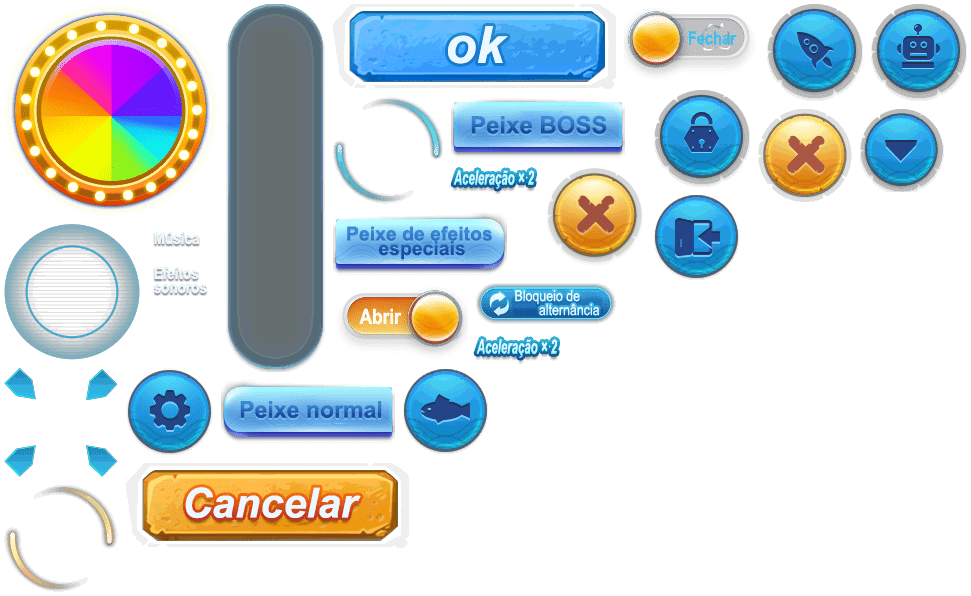 ok
Fechar
Peixe BOSS
Aceleração × 2
Música
Peixe de efeitos
especiais
Efeitos
sonoros
Abrir
Bloqueio de
alternância
Aceleração × 2
Peixe normal
Cancelar